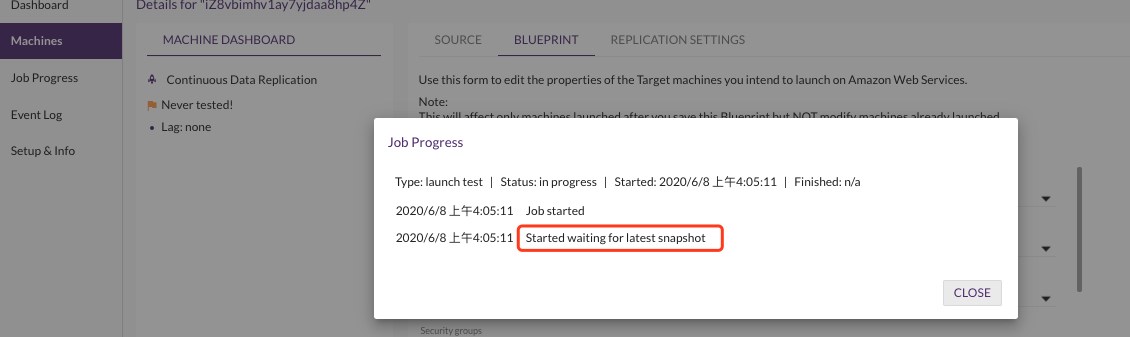 Dashboard
Details for "iZ8vbimhv1ay7yjdaa8hp4Z"
Machines
MACHINE DASHBOARD
SOURCE
BLUEPRINT
REPLICATION SETTINGS
Job Progress
Continuous Data Replication
Use this form to edit the properties of the Target machines you intend to launch on Amazon Web Services.
Never tested!
Note:
Event Log
This will affect only machines launched after you save this Blueprint but NOT modify machines already launched
Lag: none
Setup & Info
Job Progress
Type: launch test | Status: in progress | Started: 2020/6/8 上午4:05:11 | Finished: n/a
2020/6/8 上午4:05:11 Job started
2020/6/8 上午4:05:11 Started waiting for latest snapshot
CLOSE
Security groups